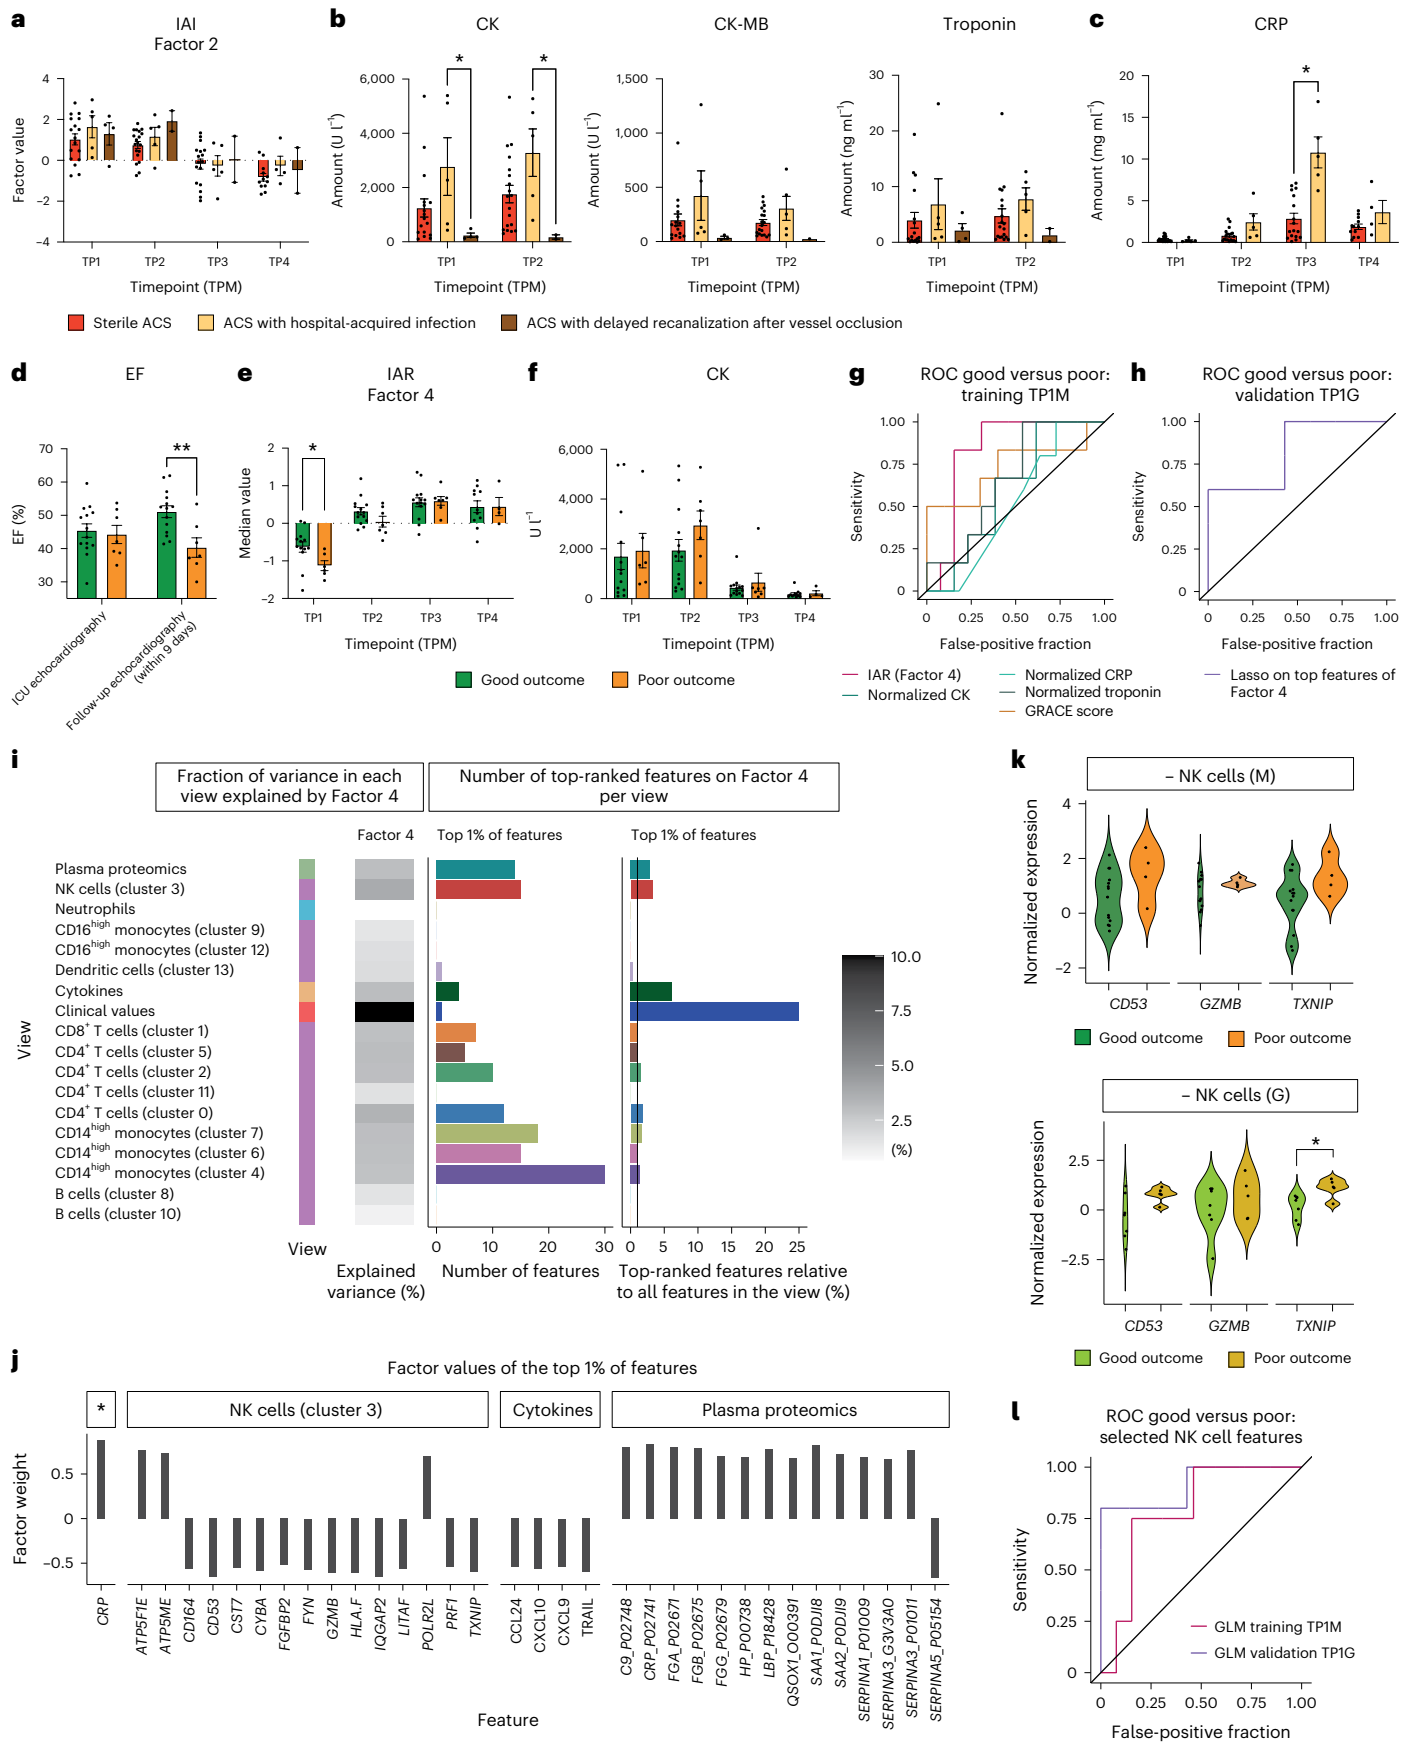 a
IAI
Factor 2
Factor value
4
2
0
−2
−4
TP1 TP2 TP3 TP4
Timepoint (TPM)
b
CK
Amount (U l⁻¹)
6,000
4,000
2,000
0
*
*
TP1 TP2
Timepoint (TPM)
CK-MB
Amount (U l⁻¹)
1,500
1,000
500
0
TP1 TP2
Timepoint (TPM)
Troponin
Amount (ng ml⁻¹)
30
20
10
0
TP1 TP2
Timepoint (TPM)
c
CRP
Amount (mg ml⁻¹)
20
15
10
5
0
*
TP1 TP2 TP3 TP4
Timepoint (TPM)
Sterile ACS
ACS with hospital-acquired infection
ACS with delayed recanalization after vessel occlusion
d
EF
EF (%)
70
60
50
40
30
**
ICU echocardiography
Follow-up echocardiography
(within 9 days)
e
IAR
Factor 4
Median value
2
1
0
−1
−2
*
TP1 TP2 TP3 TP4
Timepoint (TPM)
f
CK
U l⁻¹
6,000
4,000
2,000
0
TP1 TP2 TP3 TP4
Timepoint (TPM)
Good outcome
Poor outcome
g
ROC good versus poor:
training TP1M
Sensitivity
1.00
0.75
0.50
0.25
0
0 0.25 0.50 0.75 1.00
False-positive fraction
IAR (Factor 4)
Normalized CK
Normalized CRP
Normalized troponin
GRACE score
h
ROC good versus poor:
validation TP1G
Sensitivity
1.00
0.75
0.50
0.25
0
0 0.25 0.50 0.75 1.00
False-positive fraction
Lasso on top features of
Factor 4
i
Fraction of variance in each
view explained by Factor 4
Number of top-ranked features on Factor 4
per view
Factor 4
Top 1% of features
Top 1% of features
View
Plasma proteomics
NK cells (cluster 3)
Neutrophils
CD16ʰⁱᵍʰ monocytes (cluster 9)
CD16ʰⁱᵍʰ monocytes (cluster 12)
Dendritic cells (cluster 13)
Cytokines
Clinical values
CD8⁺ T cells (cluster 1)
CD4⁺ T cells (cluster 5)
CD4⁺ T cells (cluster 2)
CD4⁺ T cells (cluster 11)
CD4⁺ T cells (cluster 0)
CD14ʰⁱᵍʰ monocytes (cluster 7)
CD14ʰⁱᵍʰ monocytes (cluster 6)
CD14ʰⁱᵍʰ monocytes (cluster 4)
B cells (cluster 8)
B cells (cluster 10)
View
Explained
variance (%)
0 10 20 30
Number of features
0 5 10 15 20 25
Top-ranked features relative
to all features in the view (%)
10.0
7.5
5.0
2.5
(%)
k
– NK cells (M)
Normalized expression
4
2
0
−2
CD53 GZMB TXNIP
Good outcome
Poor outcome
– NK cells (G)
Normalized expression
2.5
0
−2.5
*
CD53 GZMB TXNIP
Good outcome
Poor outcome
j
Factor values of the top 1% of features
*
NK cells (cluster 3)
Cytokines
Plasma proteomics
Factor weight
0.5
0
−0.5
CRP
ATP5F1E
ATP5ME
CD164
CD53
CST7
CYBA
FGFBP2
FYN
GZMB
HLA.F
IQGAP2
LITAF
POLR2L
PRF1
TXNIP
CCL24
CXCL10
CXCL9
TRAIL
C9_P02748
CRP_P02741
FGA_P02671
FGB_P02675
FGG_P02679
HP_P00738
LBP_P18428
QSOX1_O00391
SAA1_P0DJI8
SAA2_P0DJI9
SERPINA1_P01009
SERPINA3_G3V3A0
SERPINA3_P01011
SERPINA5_P05154
Feature
l
ROC good versus poor:
selected NK cell features
Sensitivity
1.00
0.75
0.50
0.25
0
GLM training TP1M
GLM validation TP1G
0 0.25 0.50 0.75 1.00
False-positive fraction